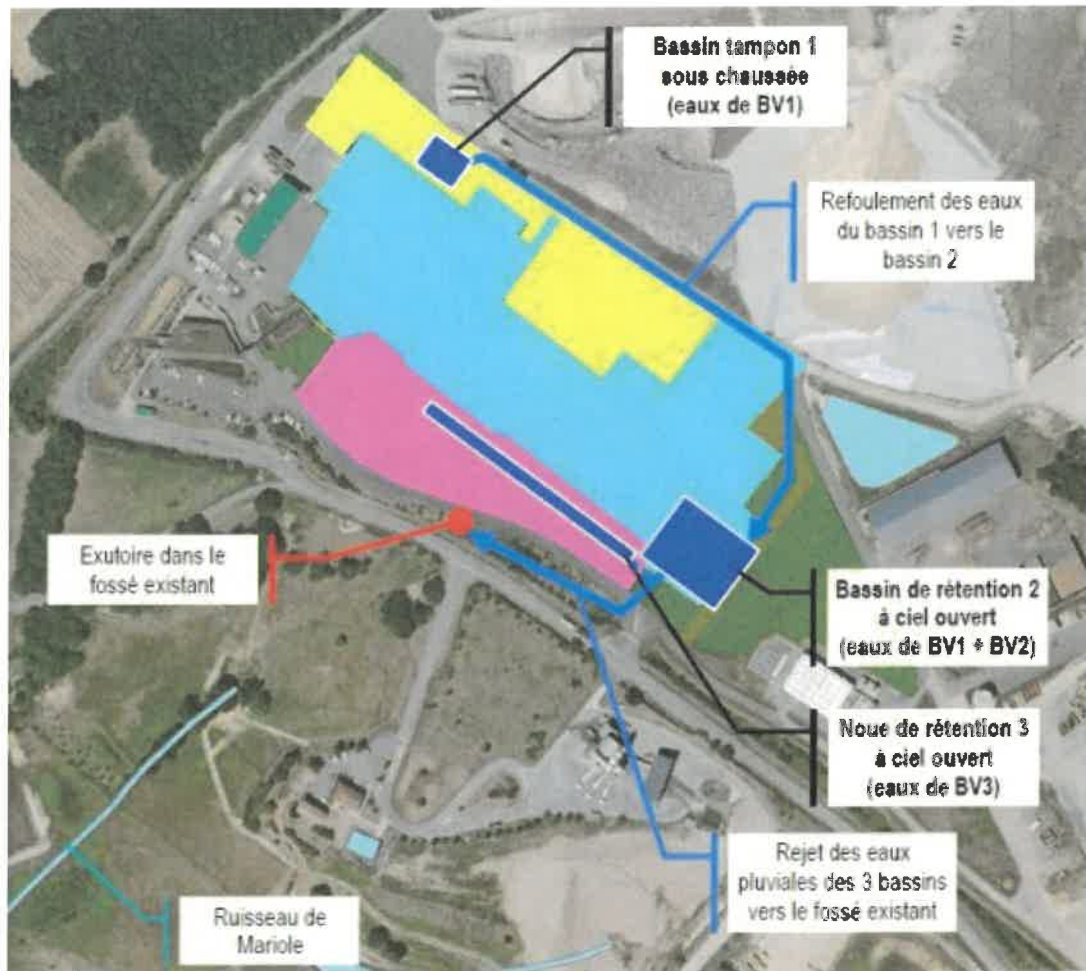 Bassin tampon 1
sous chaussée
(eaux de BV1)
Refoulement des eaux
du bassin 1 vers le
bassin 2
Exutoire dans le
fossé existant
Bassin de rétention 2
à ciel ouvert
(eaux de BV1 + BV2)
Noue de rétention 3
à ciel ouvert
(eaux de BV3)
Rejet des eaux
pluviales des 3 bassins
vers le fossé existant
Ruisseau de
Mariole